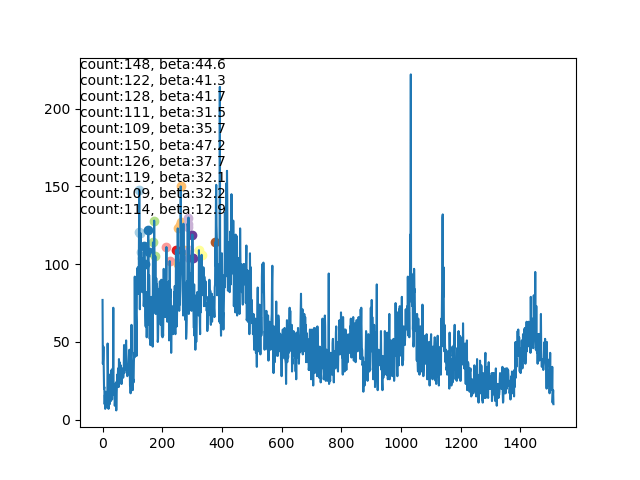 count:148, beta:44.6
count:122, beta:41.3
count:128, beta:41.7
count:111, beta:31.5
count:109, beta:35.7
count:150, beta:47.2
count:126, beta:37.7
count:119, beta:32.1
count:109, beta:32.2
count:114, beta:12.9
200
150
100
50
0
0 200 400 600 800 1000 1200 1400